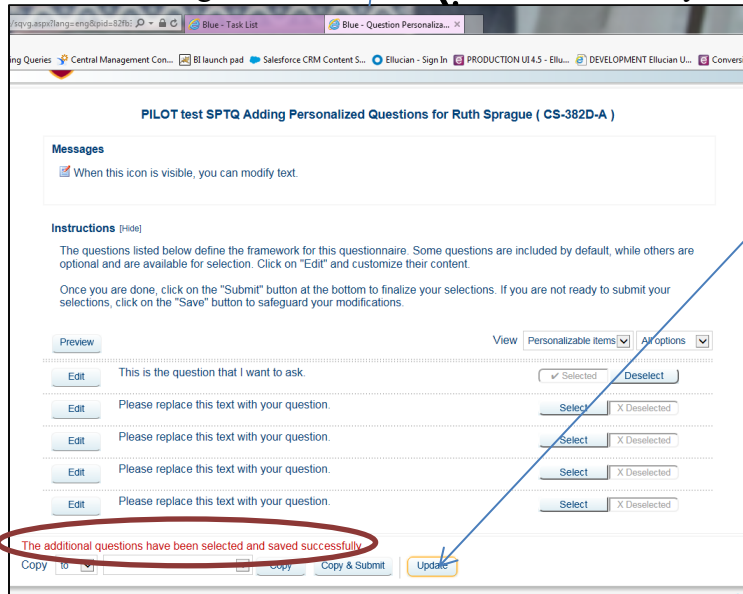 /sqvg.aspx?lang=eng&pid=82fb
Blue - Task List
Blue - Question Personaliza... ×
ing Queries Central Management Con... BI launch pad Salesforce CRM Content S... Ellucian - Sign In PRODUCTION UI 4.5 - Ellu... DEVELOPMENT Ellucian U... Conversi
PILOT test SPTQ Adding Personalized Questions for Ruth Sprague ( CS-382D-A )
Messages
When this icon is visible, you can modify text.
Instructions [Hide]
The questions listed below define the framework for this questionnaire. Some questions are included by default, while others are
optional and are available for selection. Click on "Edit" and customize their content.
Once you are done, click on the "Submit" button at the bottom to finalize your selections. If you are not ready to submit your
selections, click on the "Save" button to safeguard your modifications.
Preview View Personalizable items All options
Edit This is the question that I want to ask. ✔ Selected Deselect
Edit Please replace this text with your question. Select X Deselected
Edit Please replace this text with your question. Select X Deselected
Edit Please replace this text with your question. Select X Deselected
Edit Please replace this text with your question. Select X Deselected
The additional questions have been selected and saved successfully
Copy to Copy Copy & Submit Update